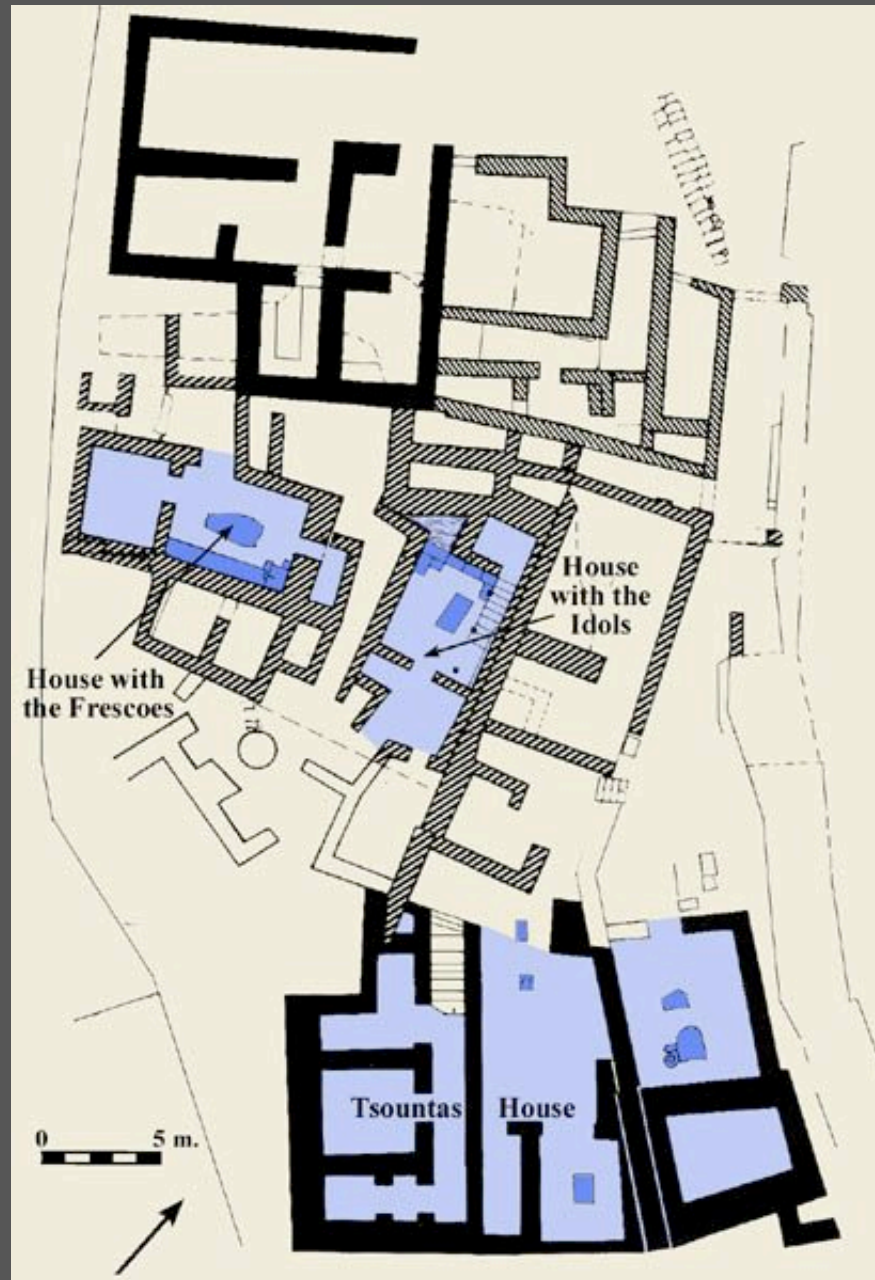 House
with the
Idols
House with
the Frescoes
Tsountas House
0 5 m.